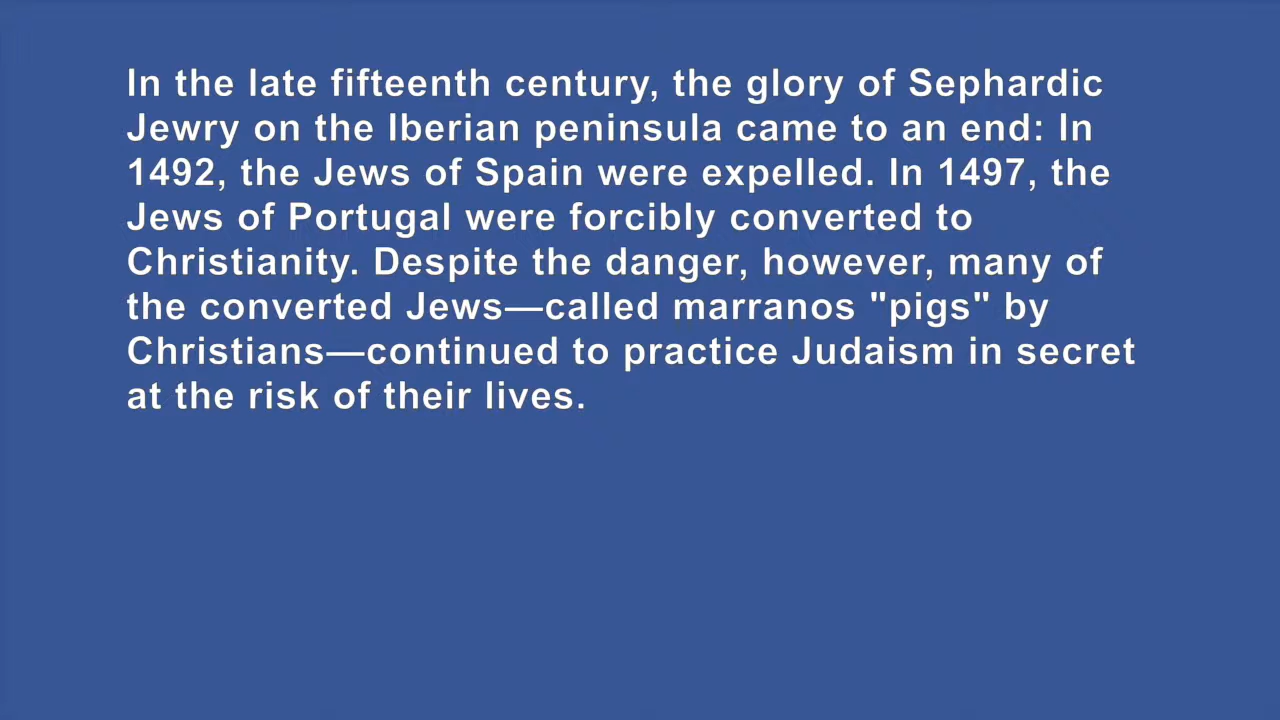 In the late fifteenth century, the glory of Sephardic
Jewry on the Iberian peninsula came to an end: In
1492, the Jews of Spain were expelled. In 1497, the
Jews of Portugal were forcibly converted to
Christianity. Despite the danger, however, many of
the converted Jews—called marranos "pigs" by
Christians—continued to practice Judaism in secret
at the risk of their lives.